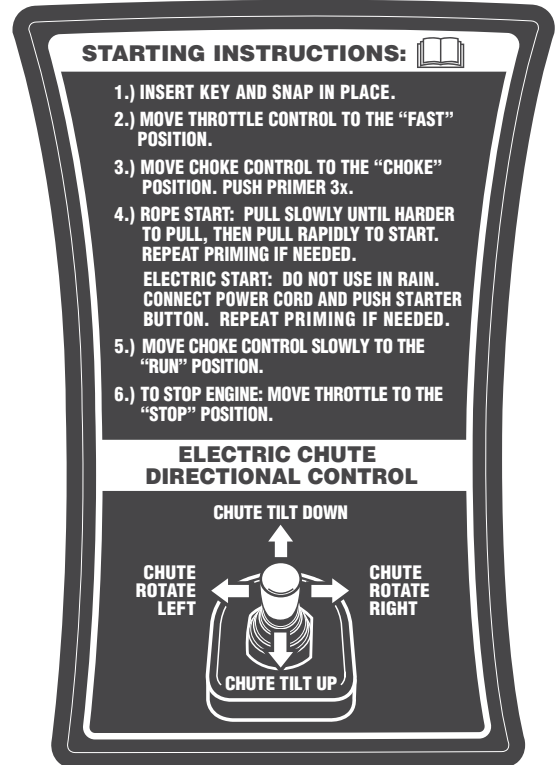 STARTING INSTRUCTIONS:
1.) INSERT KEY AND SNAP IN PLACE.
2.) MOVE THROTTLE CONTROL TO THE “FAST”
POSITION.
3.) MOVE CHOKE CONTROL TO THE “CHOKE”
POSITION. PUSH PRIMER 3x.
4.) ROPE START: PULL SLOWLY UNTIL HARDER
TO PULL, THEN PULL RAPIDLY TO START.
REPEAT PRIMING IF NEEDED.
ELECTRIC START: DO NOT USE IN RAIN.
CONNECT POWER CORD AND PUSH STARTER
BUTTON. REPEAT PRIMING IF NEEDED.
5.) MOVE CHOKE CONTROL SLOWLY TO THE
“RUN” POSITION.
6.) TO STOP ENGINE: MOVE THROTTLE TO THE
“STOP” POSITION.
ELECTRIC CHUTE
DIRECTIONAL CONTROL
CHUTE TILT DOWN
CHUTE
ROTATE
LEFT
CHUTE
ROTATE
RIGHT
CHUTE TILT UP